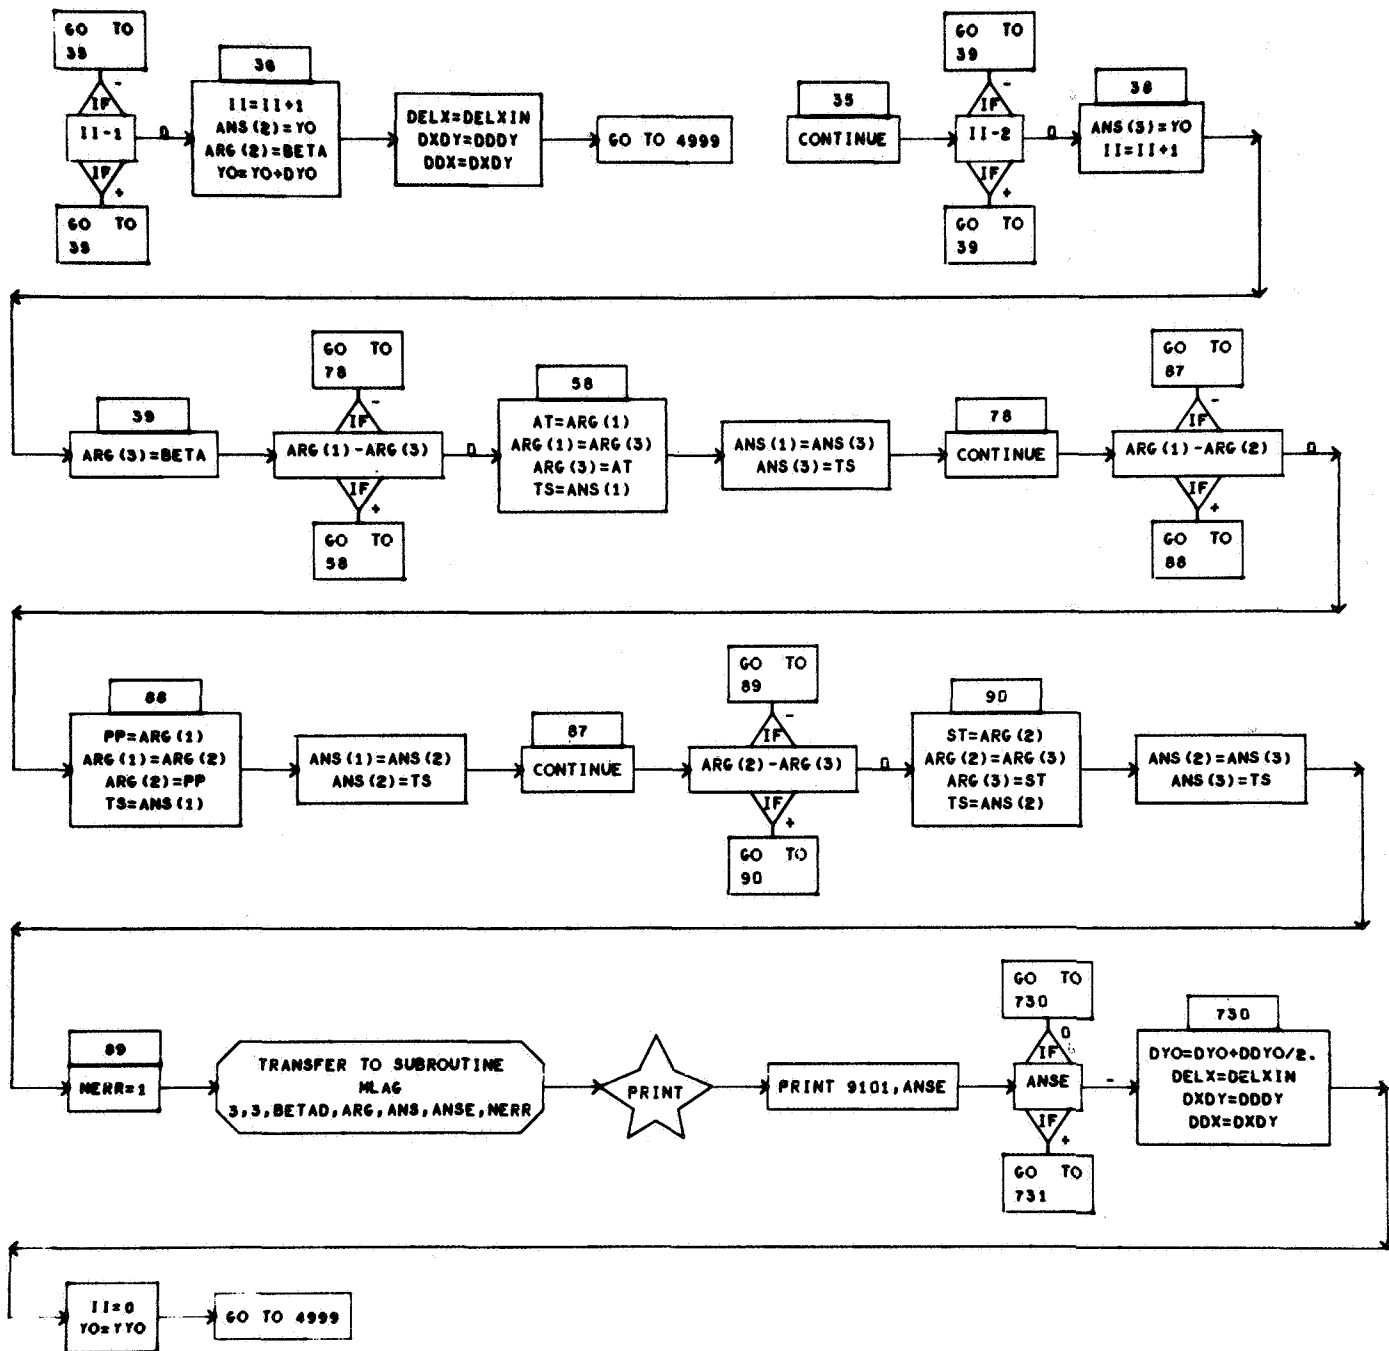 GO TO
35
IF
-
II-1
0
IF
+
GO TO
35
36
II=II+1
ANS(2)=YO
ARG(2)=BETA
YO=YO+DYO
DELX=DELXIN
DXDY=DDDY
DDX=DXDY
GO TO 4999
35
CONTINUE
GO TO
39
IF
-
II-2
0
IF
+
GO TO
39
38
ANS(3)=YO
II=II+1
39
ARG(3)=BETA
GO TO
78
IF
-
ARG(1)-ARG(3)
0
IF
+
GO TO
58
58
AT=ARG(1)
ARG(1)=ARG(3)
ARG(3)=AT
TS=ANS(1)
ANS(1)=ANS(3)
ANS(3)=TS
78
CONTINUE
GO TO
87
IF
-
ARG(1)-ARG(2)
0
IF
+
GO TO
88
88
PP=ARG(1)
ARG(1)=ARG(2)
ARG(2)=PP
TS=ANS(1)
ANS(1)=ANS(2)
ANS(2)=TS
87
CONTINUE
GO TO
89
IF
-
ARG(2)-ARG(3)
0
IF
+
GO TO
90
90
ST=ARG(2)
ARG(2)=ARG(3)
ARG(3)=ST
TS=ANS(2)
ANS(2)=ANS(3)
ANS(3)=TS
89
NERR=1
TRANSFER TO SUBROUTINE
MLAG
3,3,BETAD,ARG,ANS,ANSE,NERR
PRINT
PRINT 9101,ANSE
GO TO
730
0
IF
ANSE
-
IF
+
GO TO
731
730
DYO=DYO+DDYO/2.
DELX=DELXIN
DXDY=DDDY
DDX=DXDY
II=0
YO=YYO
GO TO 4999